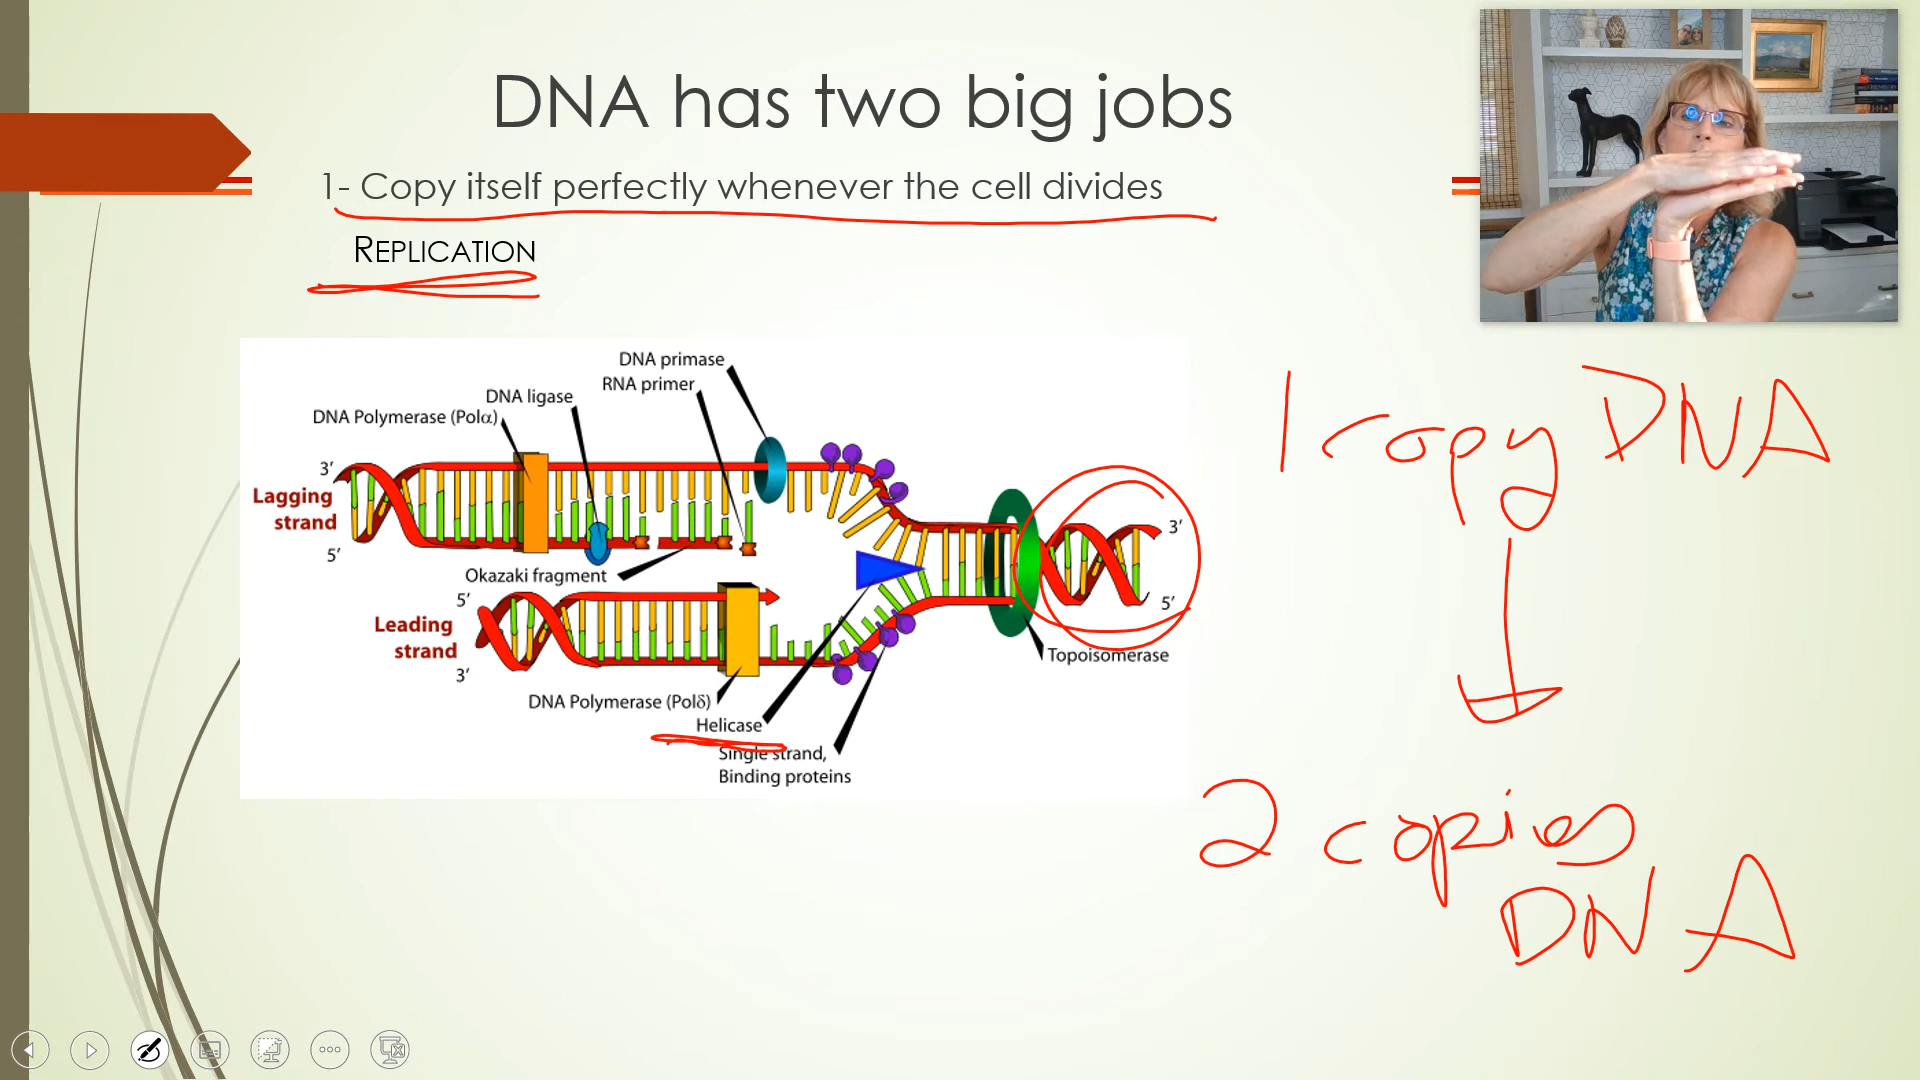 DNA has two big jobs
1- Copy itself perfectly whenever the cell divides
REPLICATION
DNA primase
RNA primer
DNA ligase
DNA Polymerase (Polα)
3'
Lagging
strand
5'
Okazaki fragment
5'
Leading
strand
3'
DNA Polymerase (Polδ)
Helicase
Single strand,
Binding proteins
3'
5'
Topoisomerase
1 copy DNA
2 copies
DNA